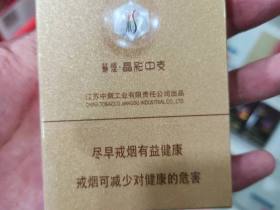 苏烟·晶彩中支
江苏中烟工业有限责任公司出品
CHINA TOBACCO JIANGSU INDUSTRIAL CO., LTD.
尽早戒烟有益健康
戒烟可减少对健康的危害